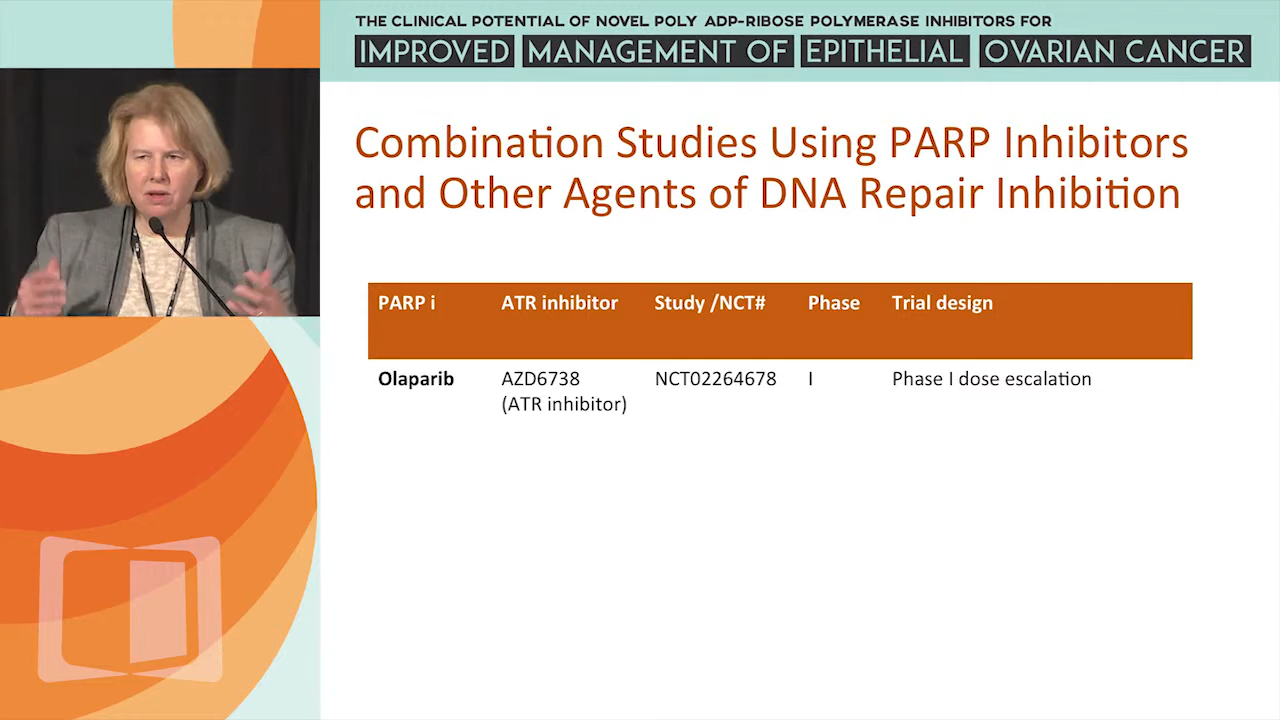 THE CLINICAL POTENTIAL OF NOVEL POLY ADP-RIBOSE POLYMERASE INHIBITORS FOR
IMPROVED MANAGEMENT OF EPITHELIAL OVARIAN CANCER
Combination Studies Using PARP Inhibitors
and Other Agents of DNA Repair Inhibition
PARP i ATR inhibitor Study /NCT# Phase Trial design
Olaparib AZD6738 NCT02264678 I Phase I dose escalation
(ATR inhibitor)